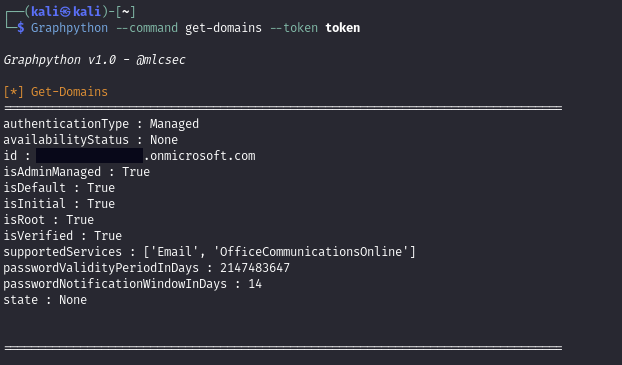 ┌──(kali㉿kali)-[~]
└─$ Graphpython --command get-domains --token token
Graphpython v1.0 - @mlcsec
[*] Get-Domains
================================================================================
authenticationType : Managed
availabilityStatus : None
id : .onmicrosoft.com
isAdminManaged : True
isDefault : True
isInitial : True
isRoot : True
isVerified : True
supportedServices : ['Email', 'OfficeCommunicationsOnline']
passwordValidityPeriodInDays : 2147483647
passwordNotificationWindowInDays : 14
state : None
================================================================================